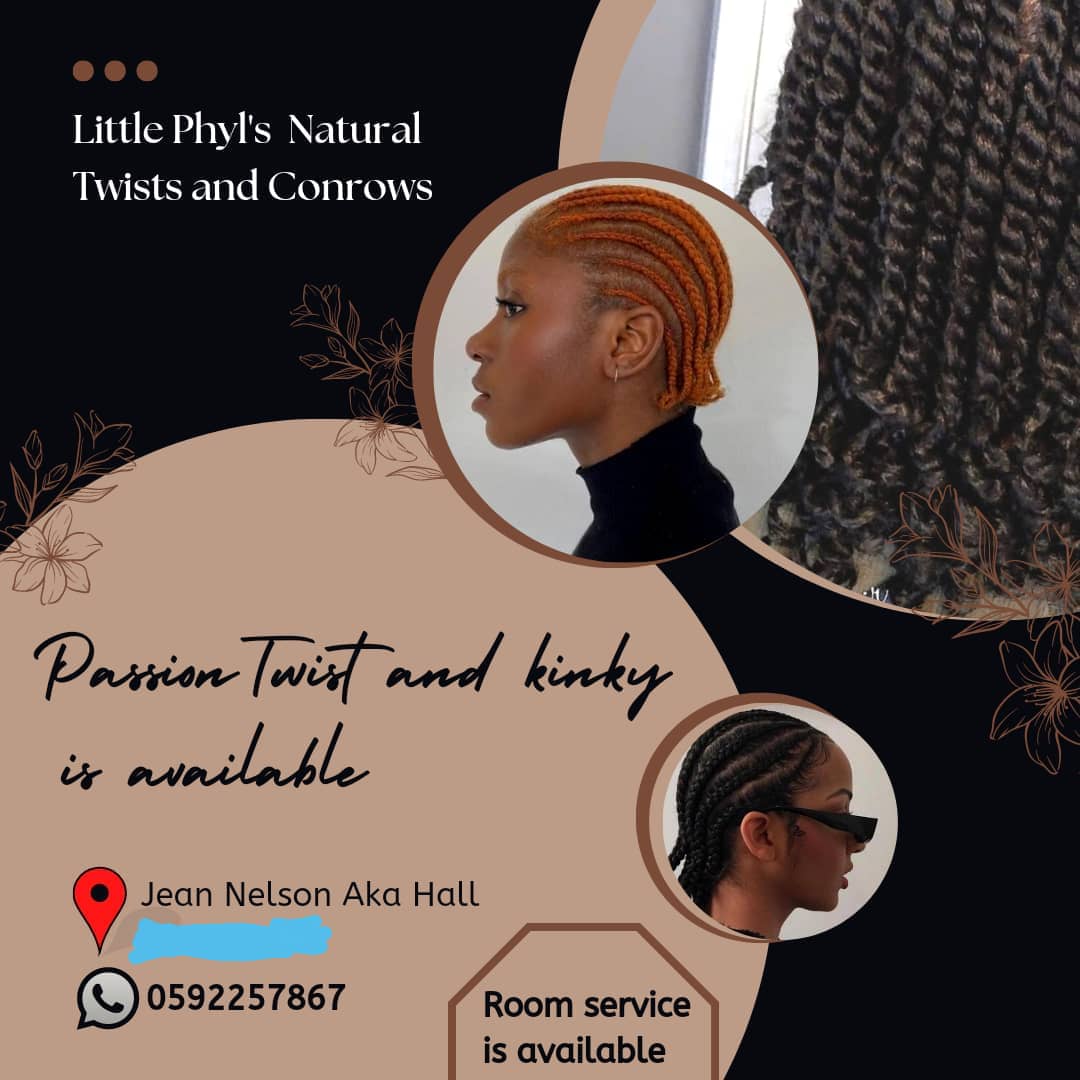 Little Phyl's Natural
Twists and Conrows
Passion Twist and kinky
is available
Jean Nelson Aka Hall
0592257867
Room service
is available